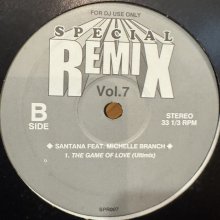 FOR DJ USE ONLY
SPECIAL
REMIX
Vol.7
B
SIDE
STEREO
33 1/3 RPM
◆ SANTANA FEAT. MICHELLE BRANCH ◆
1. THE GAME OF LOVE (Ultimix)
SPR007